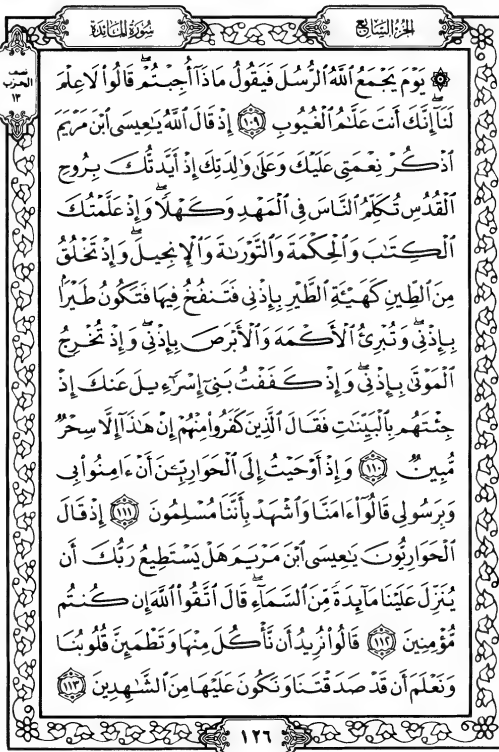 الجُزْءُ السَّابِعُ
سُورَةُ المَائِدَةِ
نصف
الحزب
١٣
۞ يَوْمَ يَجْمَعُ ٱللَّهُ ٱلرُّسُلَ فَيَقُولُ مَاذَآ أُجِبْتُمْۖ قَالُوا۟ لَا عِلْمَ
لَنَآۖ إِنَّكَ أَنتَ عَلَّٰمُ ٱلْغُيُوبِ ١٠٩ إِذْ قَالَ ٱللَّهُ يَٰعِيسَى ٱبْنَ مَرْيَمَ
ٱذْكُرْ نِعْمَتِى عَلَيْكَ وَعَلَىٰ وَٰلِدَتِكَ إِذْ أَيَّدتُّكَ بِرُوحِ
ٱلْقُدُسِ تُكَلِّمُ ٱلنَّاسَ فِى ٱلْمَهْدِ وَكَهْلًاۖ وَإِذْ عَلَّمْتُكَ
ٱلْكِتَٰبَ وَٱلْحِكْمَةَ وَٱلتَّوْرَىٰةَ وَٱلْإِنجِيلَۖ وَإِذْ تَخْلُقُ
مِنَ ٱلطِّينِ كَهَيْـَٔةِ ٱلطَّيْرِ بِإِذْنِى فَتَنفُخُ فِيهَا فَتَكُونُ طَيْرًۢا
بِإِذْنِىۖ وَتُبْرِئُ ٱلْأَكْمَهَ وَٱلْأَبْرَصَ بِإِذْنِىۖ وَإِذْ تُخْرِجُ
ٱلْمَوْتَىٰ بِإِذْنِىۖ وَإِذْ كَفَفْتُ بَنِىٓ إِسْرَٰٓءِيلَ عَنكَ إِذْ
جِئْتَهُم بِٱلْبَيِّنَٰتِ فَقَالَ ٱلَّذِينَ كَفَرُوا۟ مِنْهُمْ إِنْ هَٰذَآ إِلَّا سِحْرٌ
مُّبِينٌ ١١٠ وَإِذْ أَوْحَيْتُ إِلَى ٱلْحَوَارِيِّـۧنَ أَنْ ءَامِنُوا۟ بِى
وَبِرَسُولِى قَالُوٓا۟ ءَامَنَّا وَٱشْهَدْ بِأَنَّنَا مُسْلِمُونَ ١١١ إِذْ قَالَ
ٱلْحَوَارِيُّونَ يَٰعِيسَى ٱبْنَ مَرْيَمَ هَلْ يَسْتَطِيعُ رَبُّكَ أَن
يُنَزِّلَ عَلَيْنَا مَآئِدَةً مِّنَ ٱلسَّمَآءِۖ قَالَ ٱتَّقُوا۟ ٱللَّهَ إِن كُنتُم
مُّؤْمِنِينَ ١١٢ قَالُوا۟ نُرِيدُ أَن نَّأْكُلَ مِنْهَا وَتَطْمَئِنَّ قُلُوبُنَا
وَنَعْلَمَ أَن قَدْ صَدَقْتَنَا وَنَكُونَ عَلَيْهَا مِنَ ٱلشَّٰهِدِينَ ١١٣
١٢٦